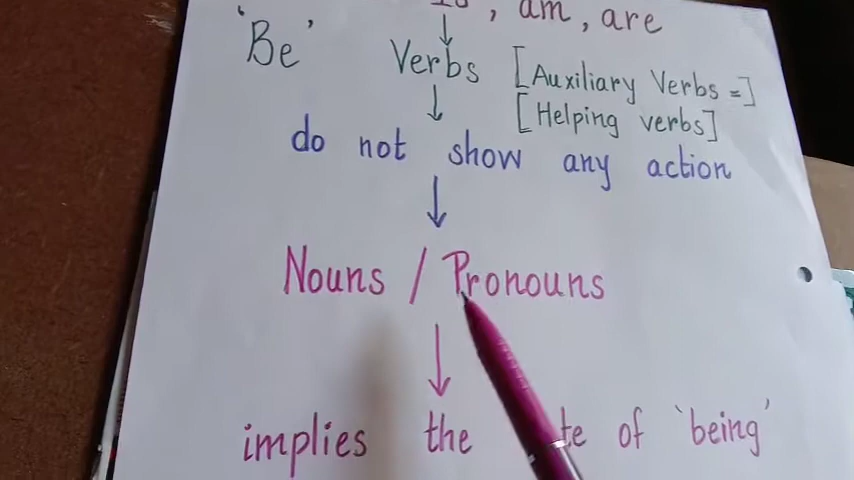 , am, are
'Be'
Verbs [Auxiliary Verbs =]
[Helping verbs]
do not show any action
Nouns / Pronouns
implies the te of 'being'